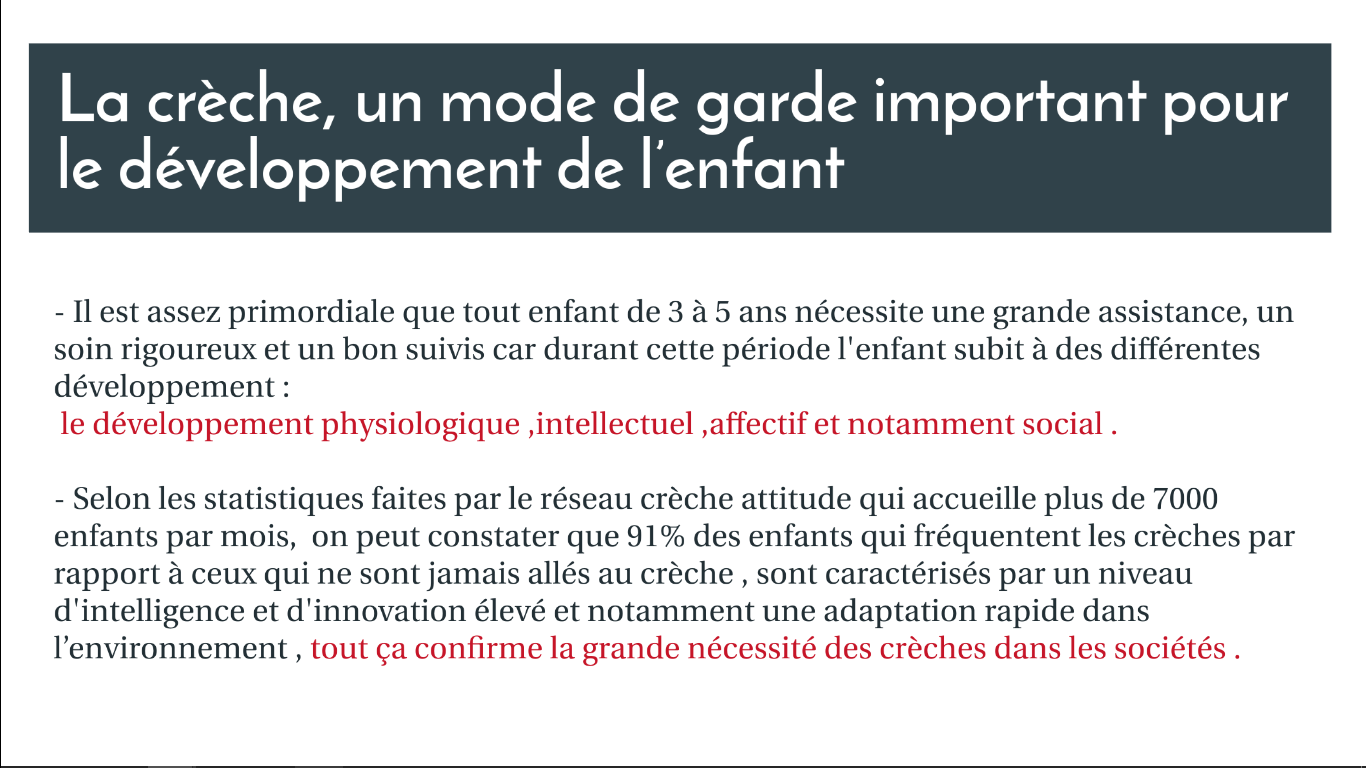 La crèche, un mode de garde important pour
le développement de l’enfant
- Il est assez primordiale que tout enfant de 3 à 5 ans nécessite une grande assistance, un
soin rigoureux et un bon suivis car durant cette période l'enfant subit à des différentes
développement :
le développement physiologique ,intellectuel ,affectif et notamment social .
- Selon les statistiques faites par le réseau crèche attitude qui accueille plus de 7000
enfants par mois,  on peut constater que 91% des enfants qui fréquentent les crèches par
rapport à ceux qui ne sont jamais allés au crèche , sont caractérisés par un niveau
d'intelligence et d'innovation élevé et notamment une adaptation rapide dans
l’environnement , tout ça confirme la grande nécessité des crèches dans les sociétés .